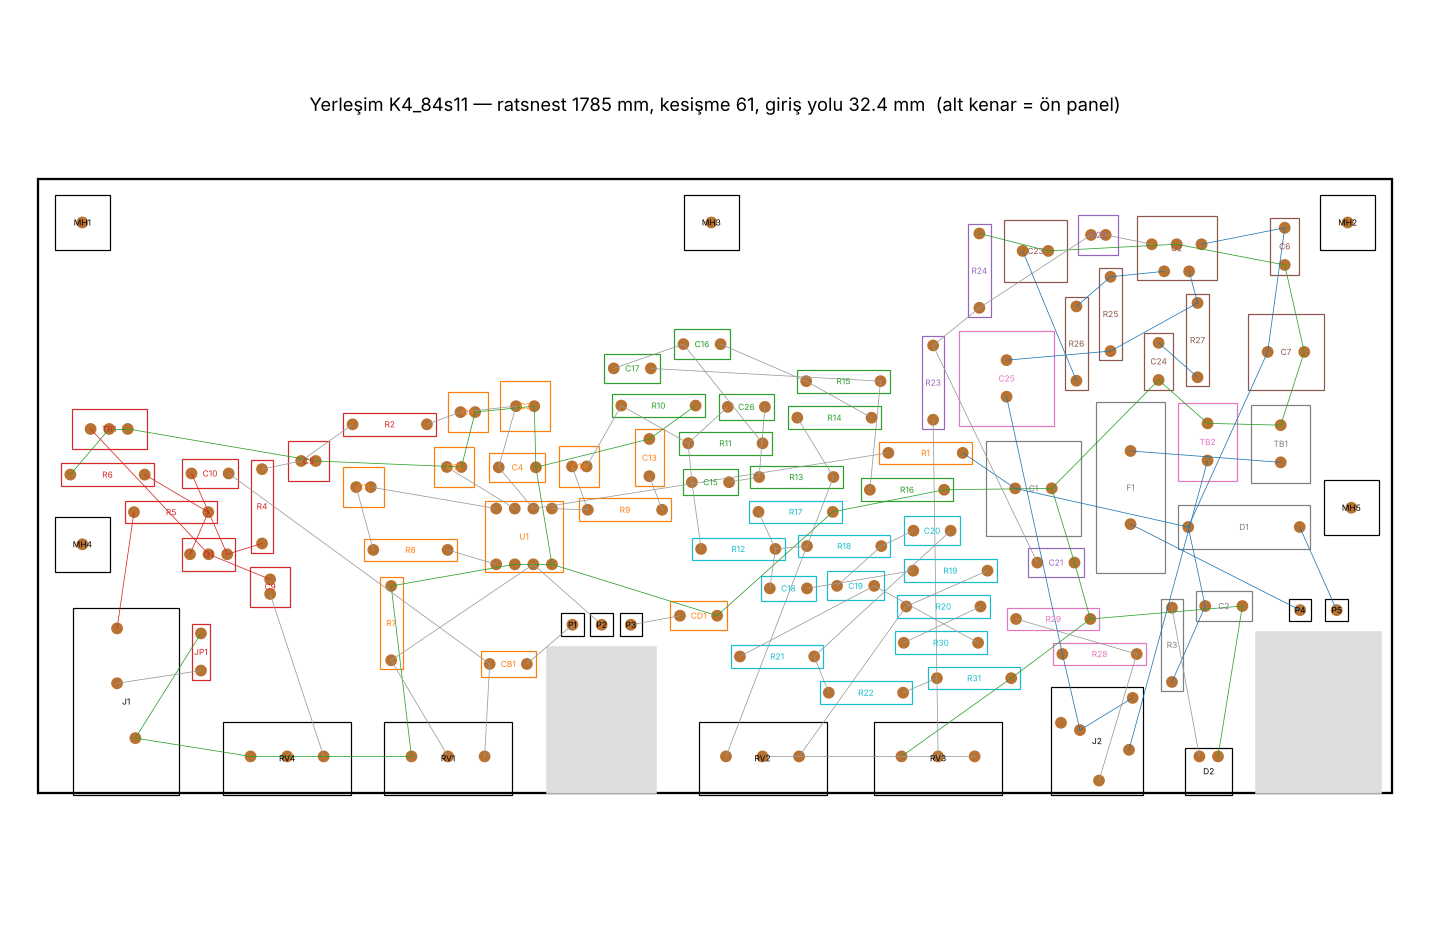 Yerleşim K4_84s11 — ratsnest 1785 mm, kesişme 61, giriş yolu 32.4 mm (alt kenar = ön panel)
MH1
MH3
MH2
C23
C6
R24
R25
R26
R27
C24
C7
C16
C17
R15
R23
C25
R10
C26
R14
R2
R11
TB2
TB1
R6
C10
C4
C13
R1
C15
R13
R16
C1
F1
R4
R5
R9
R17
MH5
D1
U1
C20
MH4
R8
R12
R18
C21
R19
C18
C19
R7
CD1
R20
P1
P2
P3
R29
C2
P4
P5
R30
R3
JP1
CB1
R21
R28
R31
R22
J1
J2
RV4
RV1
RV2
RV3
D2